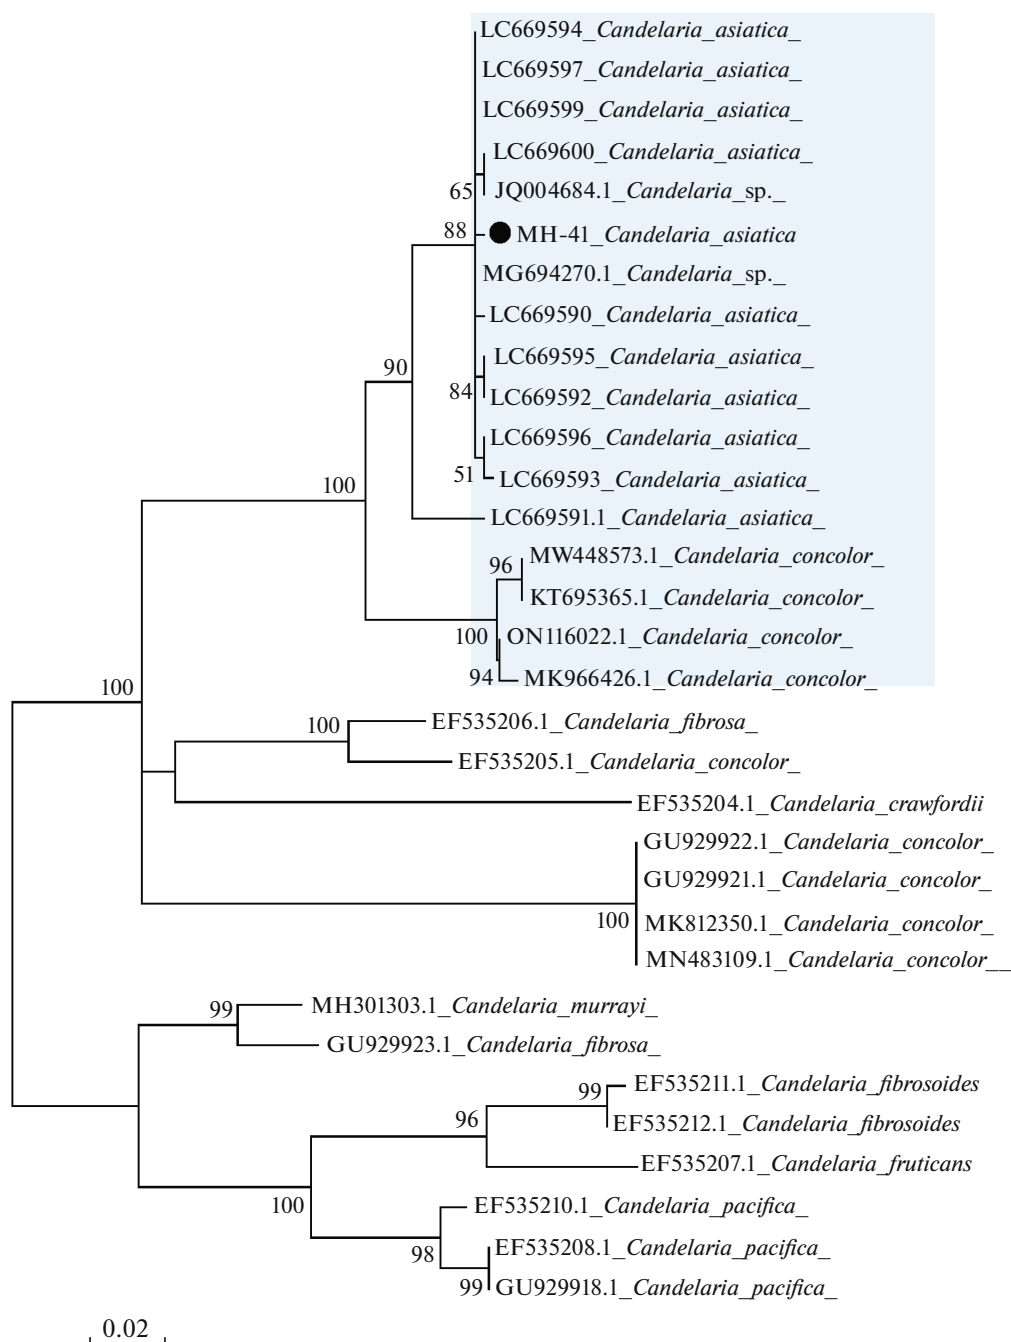 LC669594_Candelaria_asiatica_
LC669597_Candelaria_asiatica_
LC669599_Candelaria_asiatica_
LC669600_Candelaria_asiatica_
65 JQ004684.1_Candelaria_sp._
88 MH-41_Candelaria_asiatica
MG694270.1_Candelaria_sp._
LC669590_Candelaria_asiatica_
LC669595_Candelaria_asiatica_
90
84 LC669592_Candelaria_asiatica_
LC669596_Candelaria_asiatica_
51 LC669593_Candelaria_asiatica_
100
LC669591.1_Candelaria_asiatica_
MW448573.1_Candelaria_concolor_
96
KT695365.1_Candelaria_concolor_
100 ON116022.1_Candelaria_concolor_
94 MK966426.1_Candelaria_concolor_
100
EF535206.1_Candelaria_fibrosa_
100
EF535205.1_Candelaria_concolor_
EF535204.1_Candelaria_crawfordii
GU929922.1_Candelaria_concolor_
GU929921.1_Candelaria_concolor_
100 MK812350.1_Candelaria_concolor_
MN483109.1_Candelaria_concolor__
99 MH301303.1_Candelaria_murrayi_
GU929923.1_Candelaria_fibrosa_
99 EF535211.1_Candelaria_fibrosoides
96 EF535212.1_Candelaria_fibrosoides
EF535207.1_Candelaria_fruticans
100 EF535210.1_Candelaria_pacifica_
98 EF535208.1_Candelaria_pacifica_
99 GU929918.1_Candelaria_pacifica_
0.02